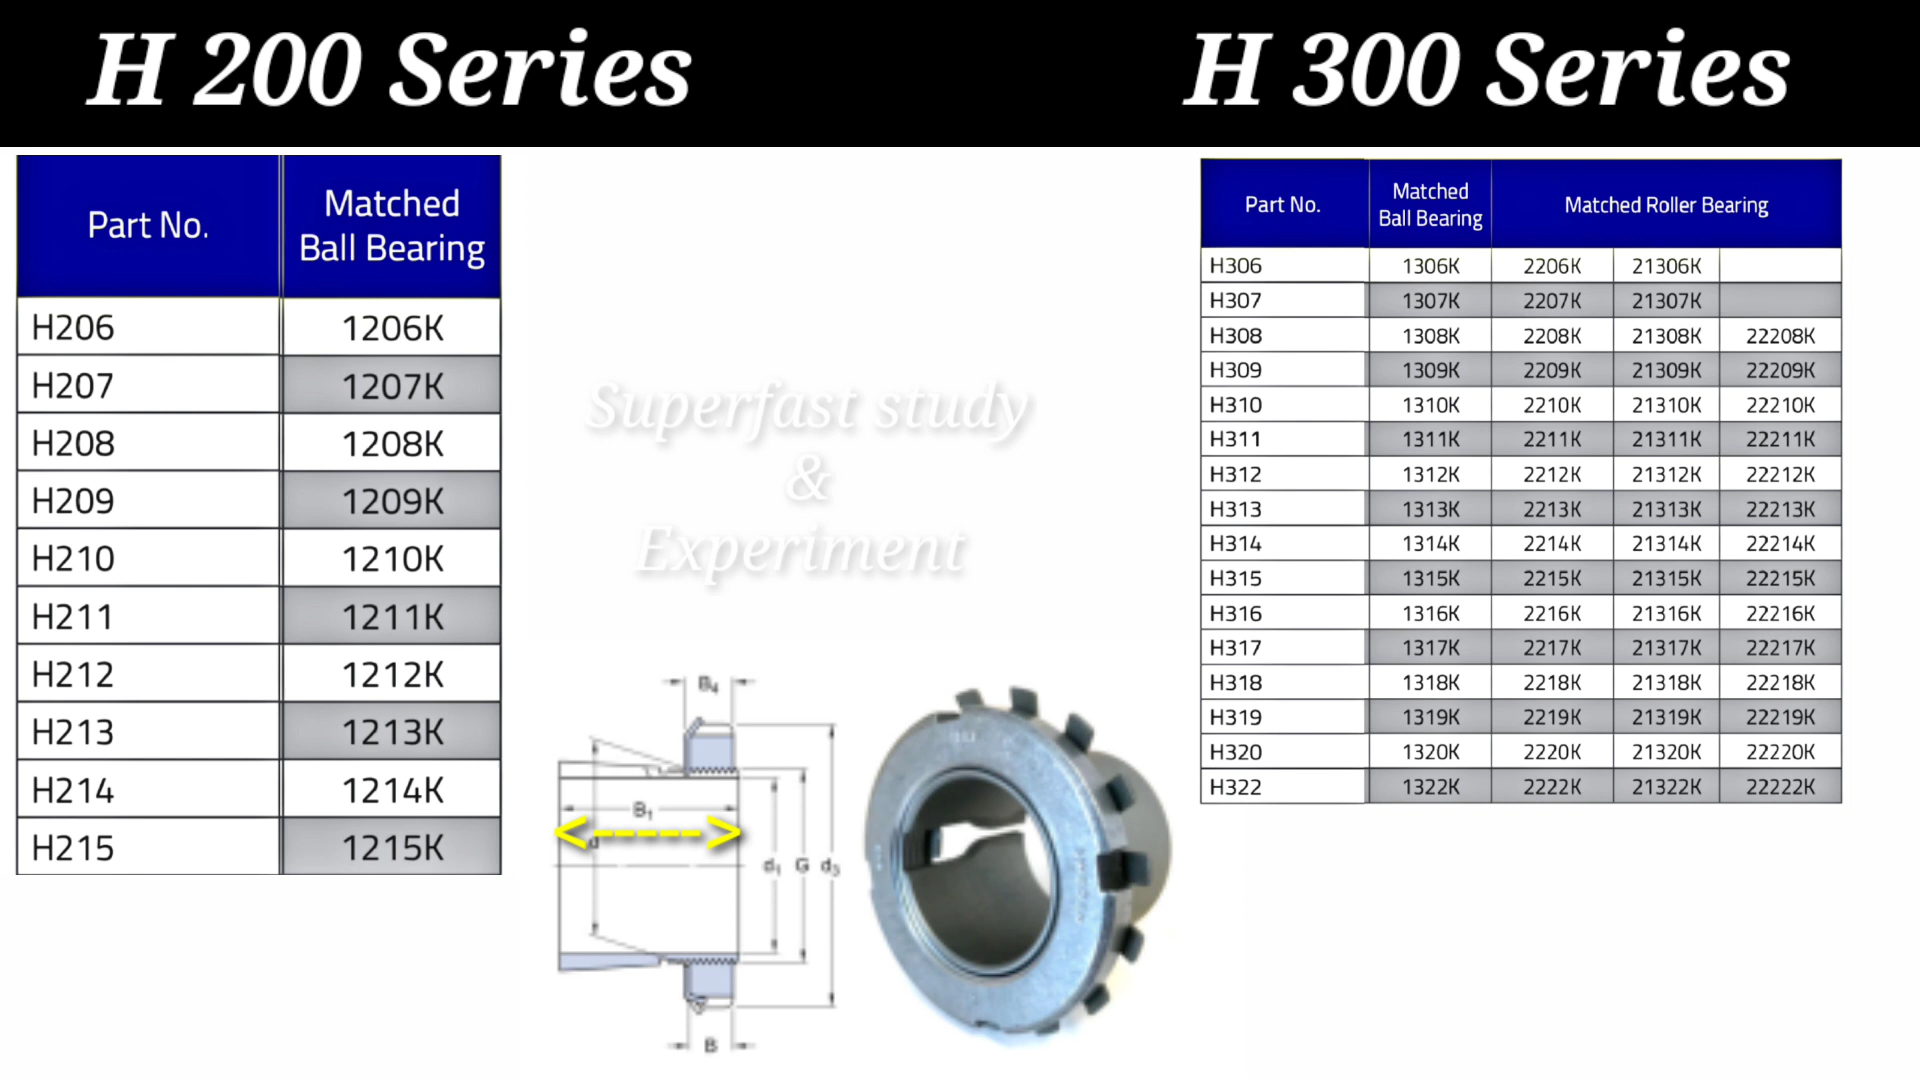 H 200 Series
H 300 Series
Part No.
Matched
Ball Bearing
H206 1206K
H207 1207K
H208 1208K
H209 1209K
H210 1210K
H211 1211K
H212 1212K
H213 1213K
H214 1214K
H215 1215K
Superfast study
&
Experiment
B4
B1
d
d1 G d3
B
Part No.
Matched
Ball Bearing
Matched Roller Bearing
H306 1306K 2206K 21306K
H307 1307K 2207K 21307K
H308 1308K 2208K 21308K 22208K
H309 1309K 2209K 21309K 22209K
H310 1310K 2210K 21310K 22210K
H311 1311K 2211K 21311K 22211K
H312 1312K 2212K 21312K 22212K
H313 1313K 2213K 21313K 22213K
H314 1314K 2214K 21314K 22214K
H315 1315K 2215K 21315K 22215K
H316 1316K 2216K 21316K 22216K
H317 1317K 2217K 21317K 22217K
H318 1318K 2218K 21318K 22218K
H319 1319K 2219K 21319K 22219K
H320 1320K 2220K 21320K 22220K
H322 1322K 2222K 21322K 22222K